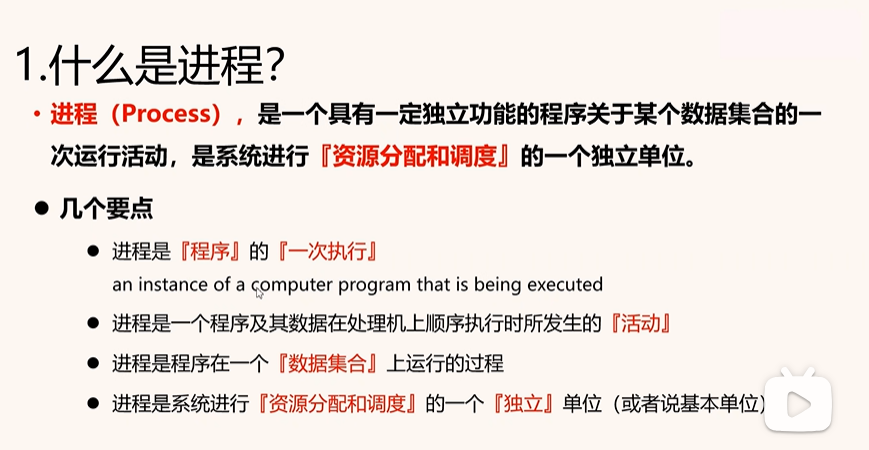 1.什么是进程？
• 进程（Process），是一个具有一定独立功能的程序关于某个数据集合的一
次运行活动，是系统进行『资源分配和调度』的一个独立单位。
● 几个要点
● 进程是『程序』的『一次执行』
an instance of a computer program that is being executed
● 进程是一个程序及其数据在处理机上顺序执行时所发生的『活动』
● 进程是程序在一个『数据集合』上运行的过程
● 进程是系统进行『资源分配和调度』的一个『独立』单位（或者说基本单位）